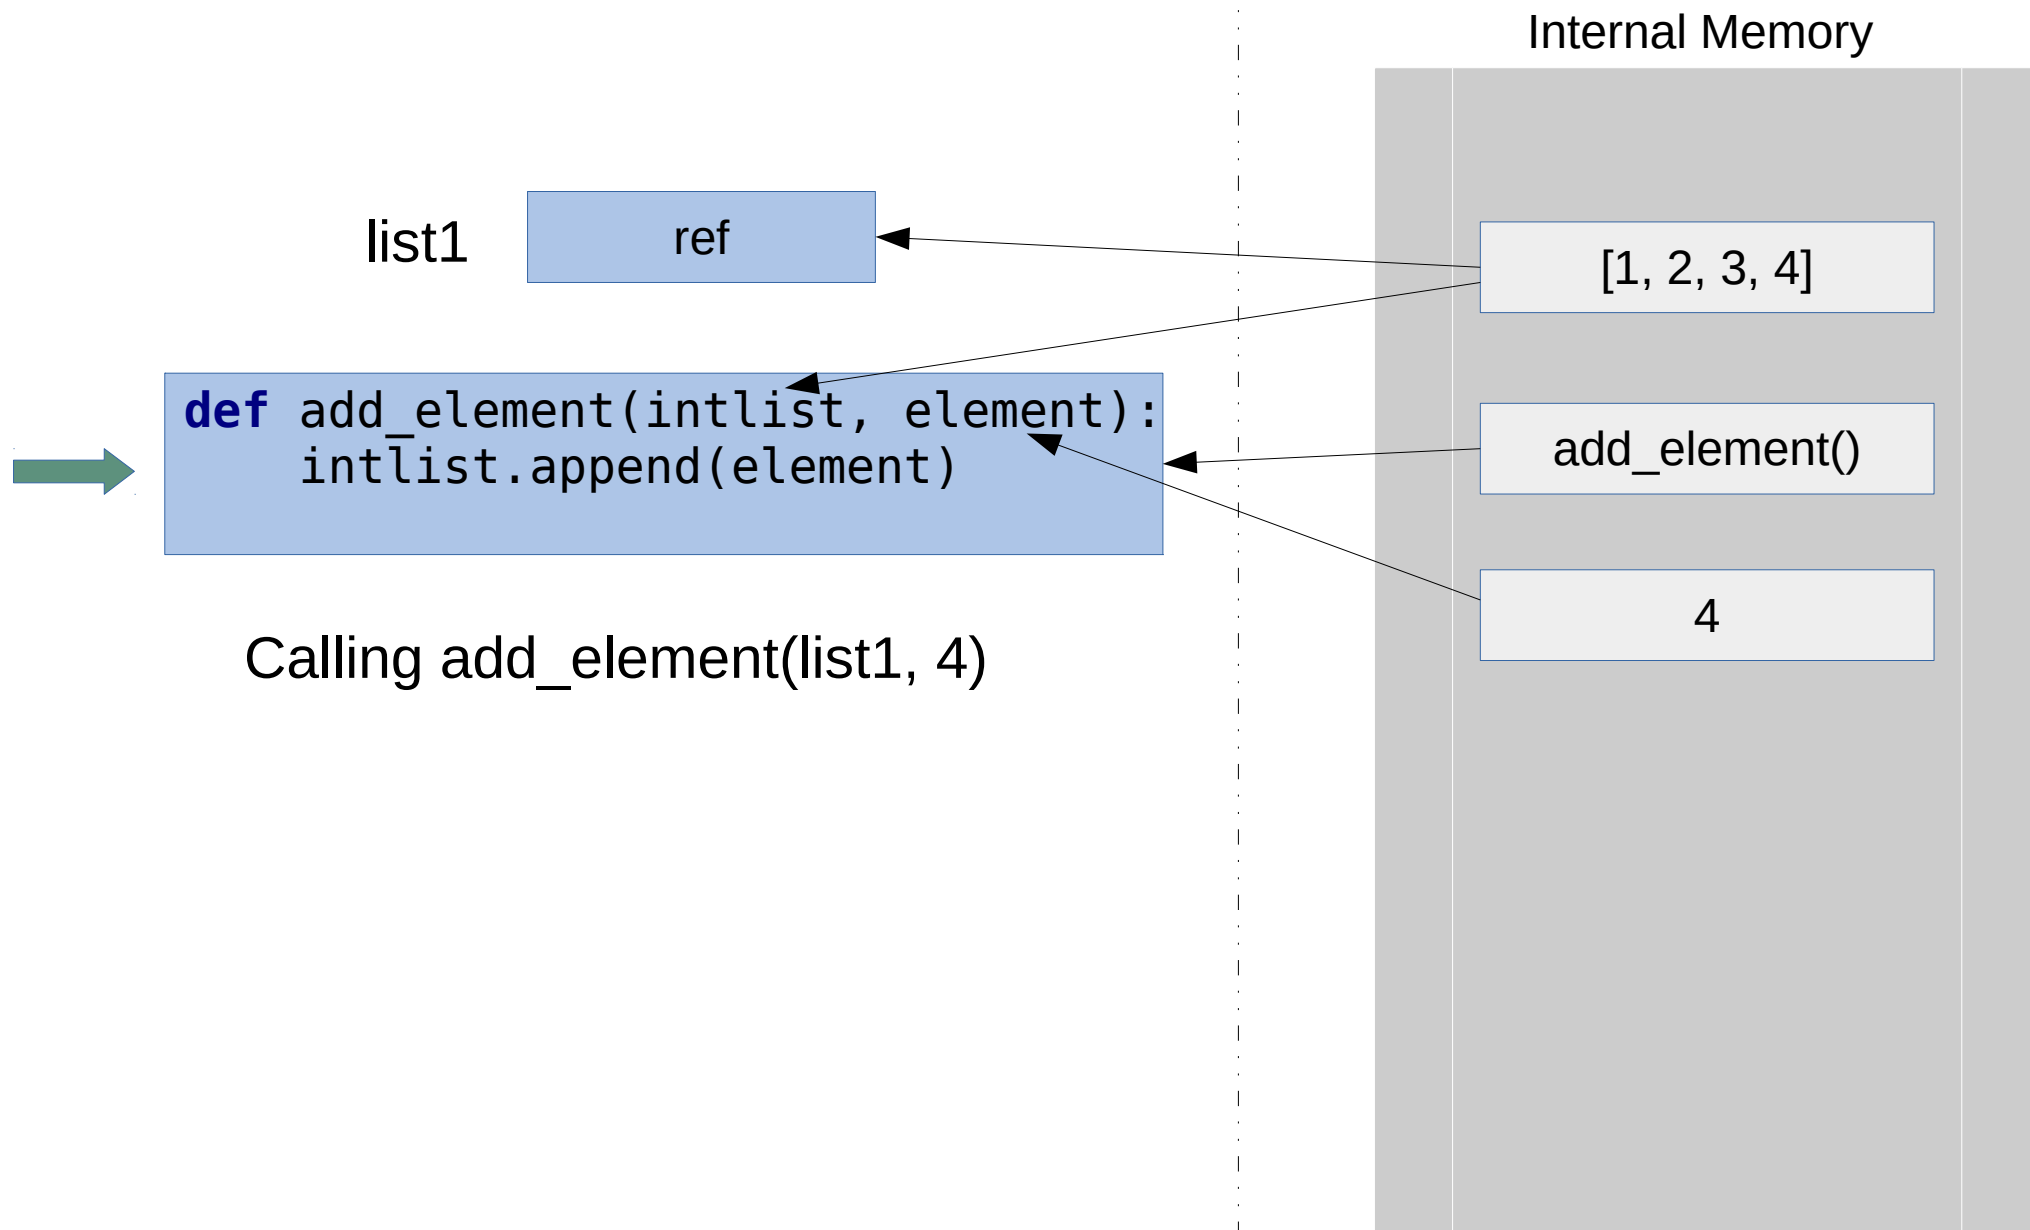 Internal Memory
list1
ref
[1, 2, 3, 4]
def add_element(intlist, element):
    intlist.append(element)
add_element()
4
Calling add_element(list1, 4)